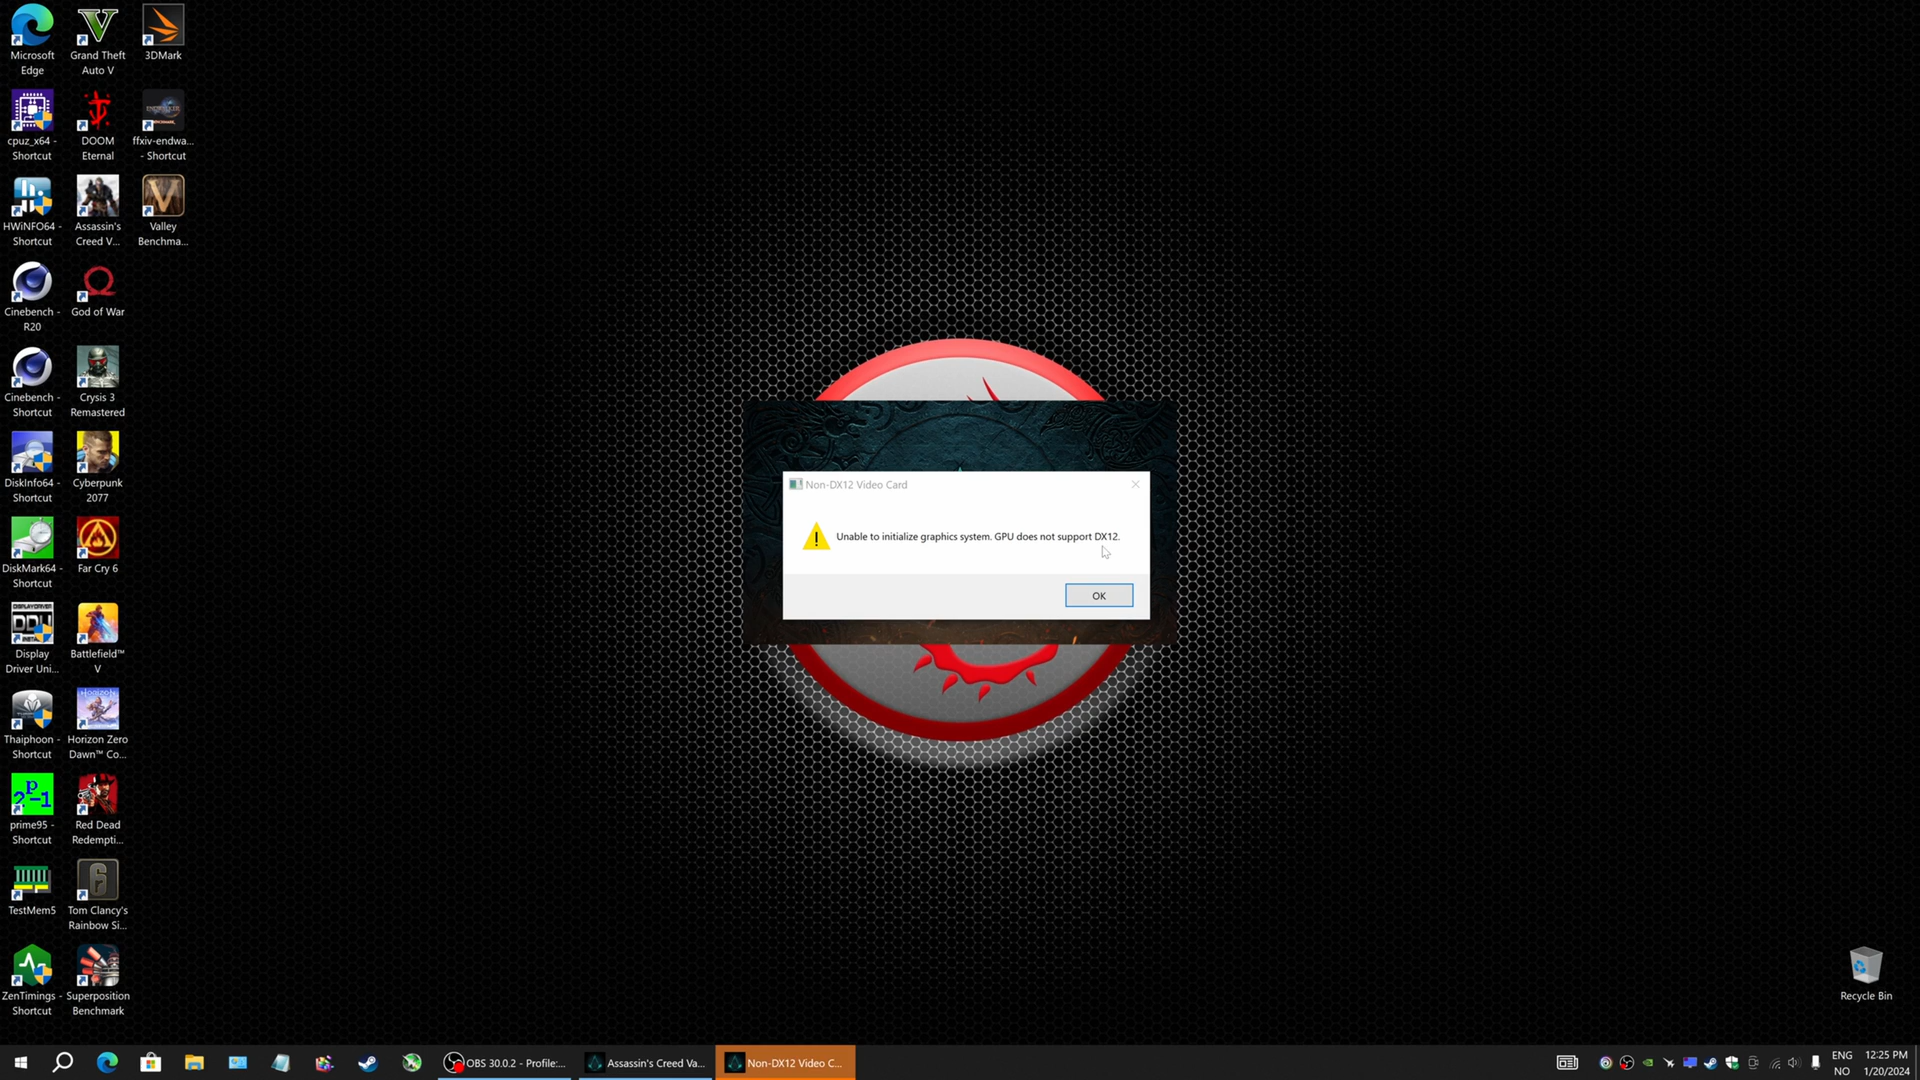 Microsoft
Edge
Grand Theft
Auto V
3DMark
cpuz_x64 -
Shortcut
DOOM
Eternal
ffxiv-endwa...
- Shortcut
HWiNFO64 -
Shortcut
Assassin's
Creed V...
Valley
Benchma...
Cinebench -
R20
God of War
Cinebench -
Shortcut
Crysis 3
Remastered
DiskInfo64 -
Shortcut
Cyberpunk
2077
DiskMark64 -
Shortcut
Far Cry 6
Display
Driver Uni...
Battlefield™
V
Thaiphoon -
Shortcut
Horizon Zero
Dawn™ Co...
prime95 -
Shortcut
Red Dead
Redempti...
TestMem5
Tom Clancy's
Rainbow Si...
ZenTimings -
Shortcut
Superposition
Benchmark
Non-DX12 Video Card
Unable to initialize graphics system. GPU does not support DX12.
OK
Recycle Bin
OBS 30.0.2 - Profile:...
Assassin's Creed Va...
Non-DX12 Video C...
ENG
NO
12:25 PM
1/20/2024